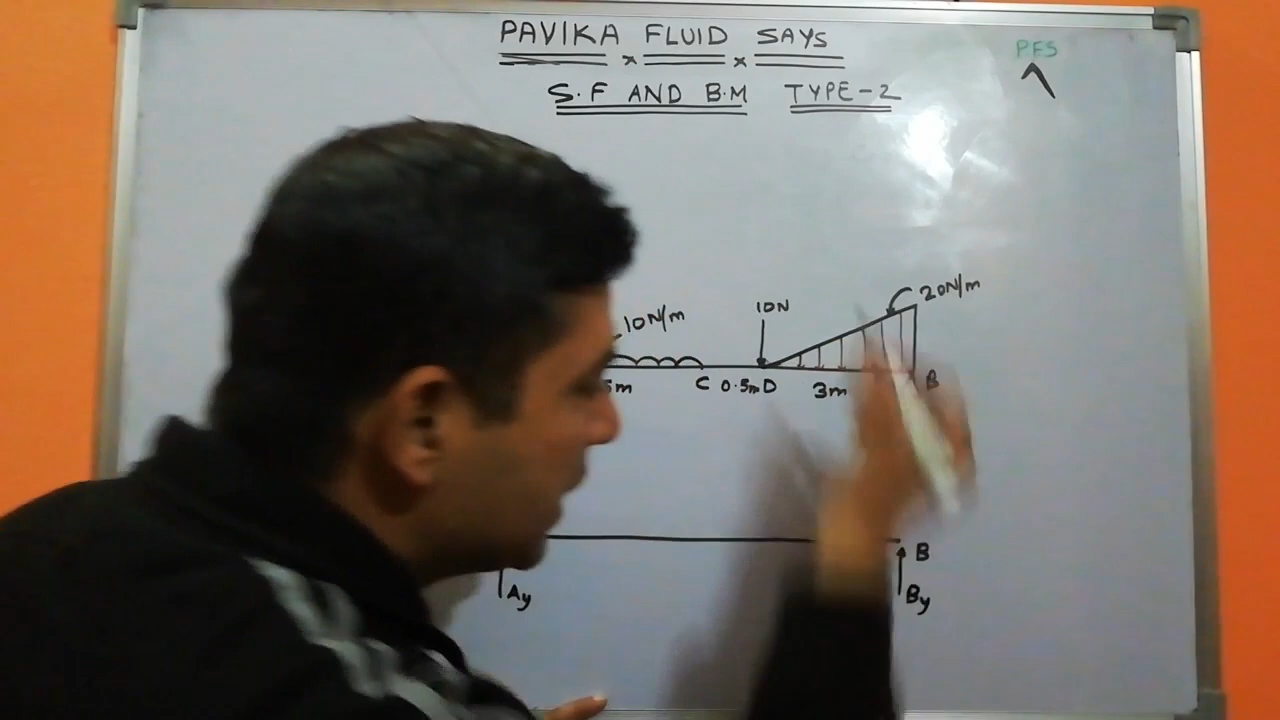 PAVIKA FLUID SAYS
PFS
S.F AND B.M TYPE-2
10N/m
10N
20N/m
C 0.5m D 3m B
B
Ay
By